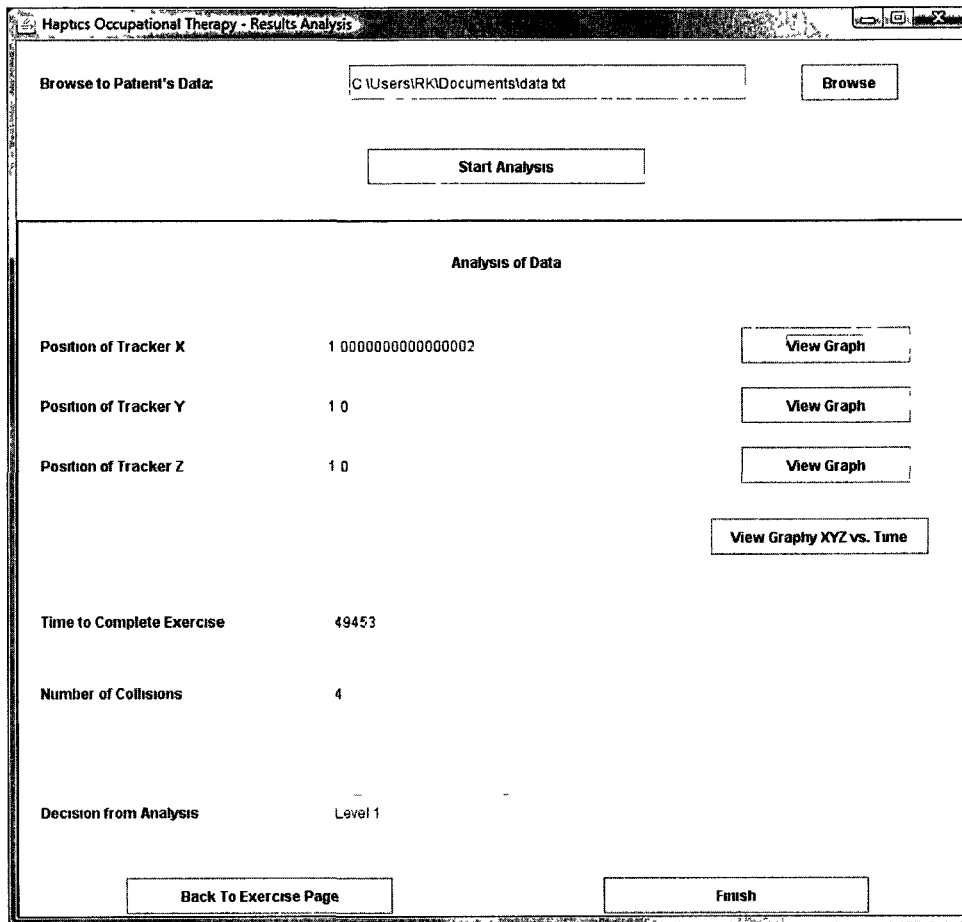 Haptics Occupational Therapy - Results Analysis
Browse to Patient's Data: C \Users\RK\Documents\data txt Browse
Start Analysis
Analysis of Data
Position of Tracker X 1 0000000000000002 View Graph
Position of Tracker Y 1 0 View Graph
Position of Tracker Z 1 0 View Graph
View Graphy XYZ vs. Time
Time to Complete Exercise 49453
Number of Collisions 4
Decision from Analysis Level 1
Back To Exercise Page Finish